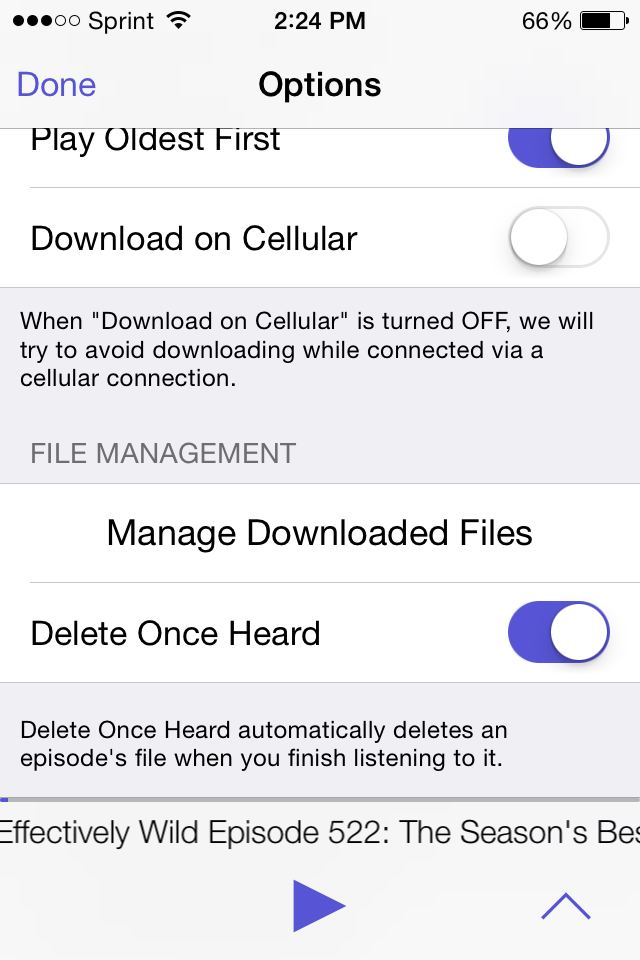 Sprint 2:24 PM 66%
Done Options
Play Oldest First
Download on Cellular
When "Download on Cellular" is turned OFF, we will
try to avoid downloading while connected via a
cellular connection.
FILE MANAGEMENT
Manage Downloaded Files
Delete Once Heard
Delete Once Heard automatically deletes an
episode's file when you finish listening to it.
Effectively Wild Episode 522: The Season's Bes